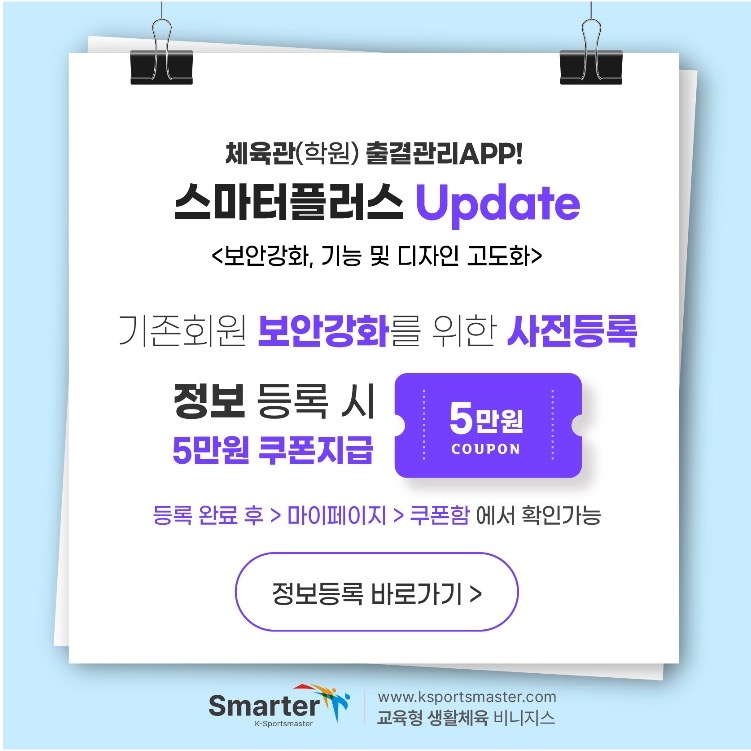 체육관(학원) 출결관리APP!
스마터플러스 Update
<보안강화, 기능 및 디자인 고도화>
기존회원 보안강화를 위한 사전등록
정보 등록 시
5만원 쿠폰지급
5만원
COUPON
등록 완료 후 > 마이페이지 > 쿠폰함 에서 확인가능
정보등록 바로가기 >
Smarter
K-Sportsmaster
www.ksportsmaster.com
교육형 생활체육 비니지스